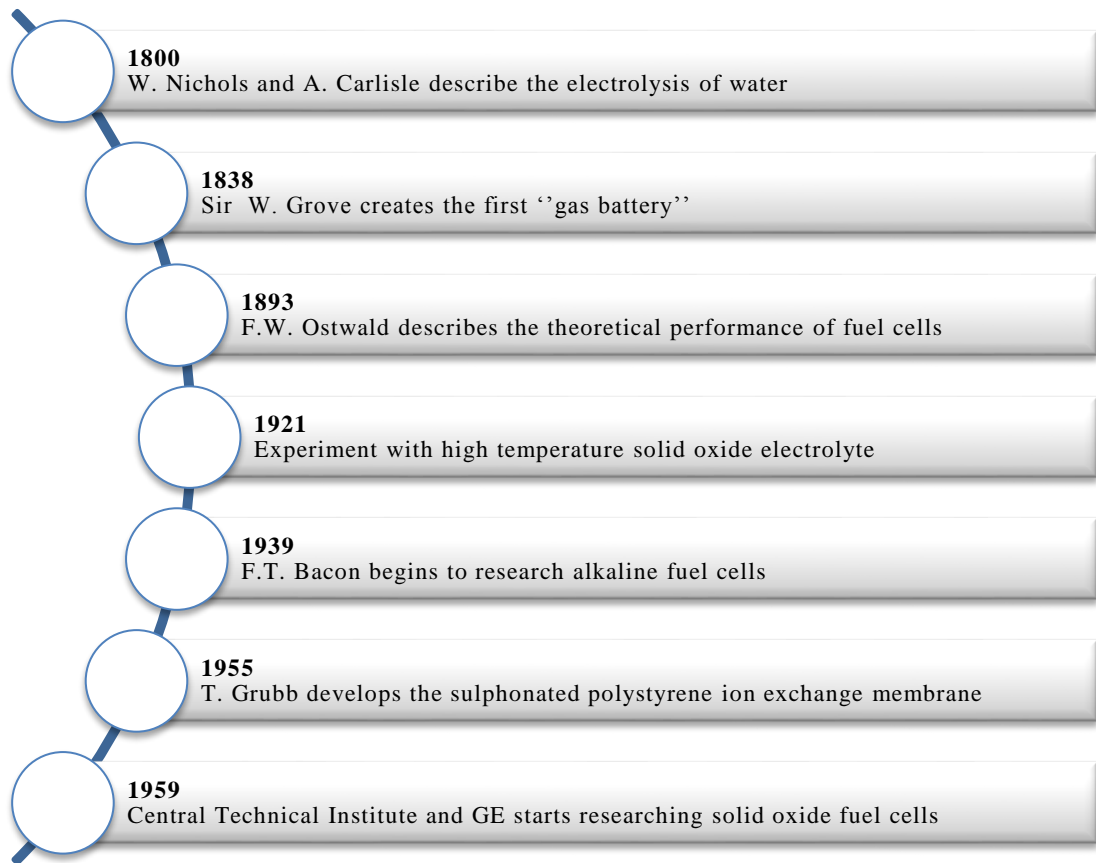 1800
W. Nichols and A. Carlisle describe the electrolysis of water
1838
Sir W. Grove creates the first ‘’gas battery’’
1893
F.W. Ostwald describes the theoretical performance of fuel cells
1921
Experiment with high temperature solid oxide electrolyte
1939
F.T. Bacon begins to research alkaline fuel cells
1955
T. Grubb develops the sulphonated polystyrene ion exchange membrane
1959
Central Technical Institute and GE starts researching solid oxide fuel cells